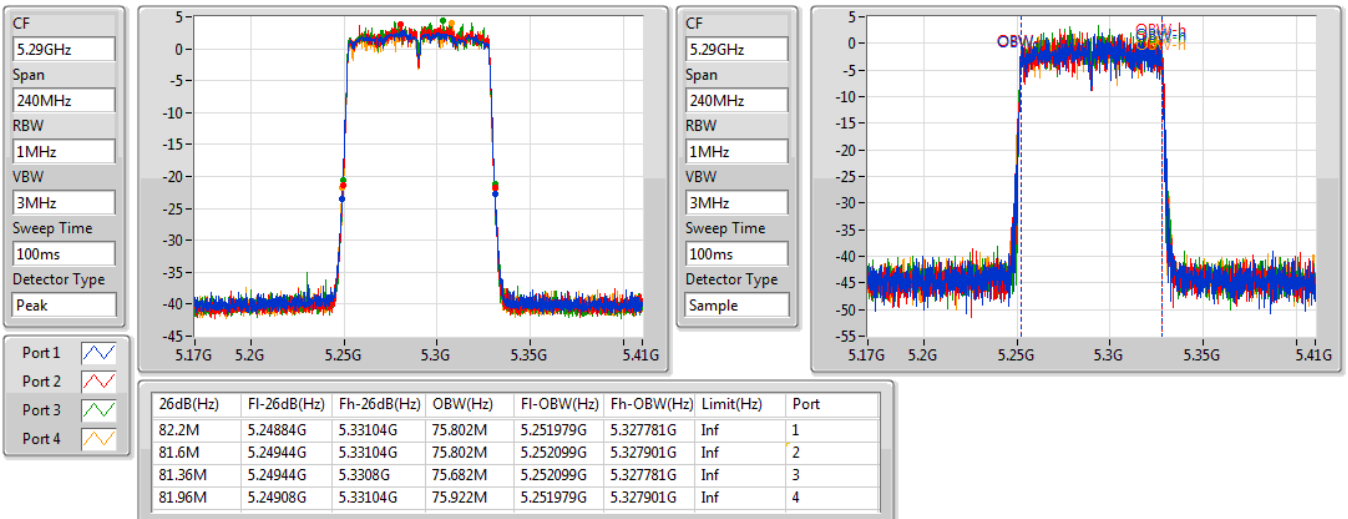 CF
5.29GHz
Span
240MHz
RBW
1MHz
VBW
3MHz
Sweep Time
100ms
Detector Type
Peak
5
0
-5
-10
-15
-20
-25
-30
-35
-40
-45
5.17G 5.2G 5.25G 5.3G 5.35G 5.41G
CF
5.29GHz
Span
240MHz
RBW
1MHz
VBW
3MHz
Sweep Time
100ms
Detector Type
Sample
5
0
-5
-10
-15
-20
-25
-30
-35
-40
-45
-50
-55
5.17G 5.2G 5.25G 5.3G 5.35G 5.41G
OBW-h
OBW-h
OBW-h
Port 1
Port 2
Port 3
Port 4
26dB(Hz) Fl-26dB(Hz) Fh-26dB(Hz) OBW(Hz) Fl-OBW(Hz) Fh-OBW(Hz) Limit(Hz) Port
82.2M 5.24884G 5.33104G 75.802M 5.251979G 5.327781G Inf 1
81.6M 5.24944G 5.33104G 75.802M 5.252099G 5.327901G Inf 2
81.36M 5.24944G 5.3308G 75.682M 5.252099G 5.327781G Inf 3
81.96M 5.24908G 5.33104G 75.922M 5.251979G 5.327901G Inf 4